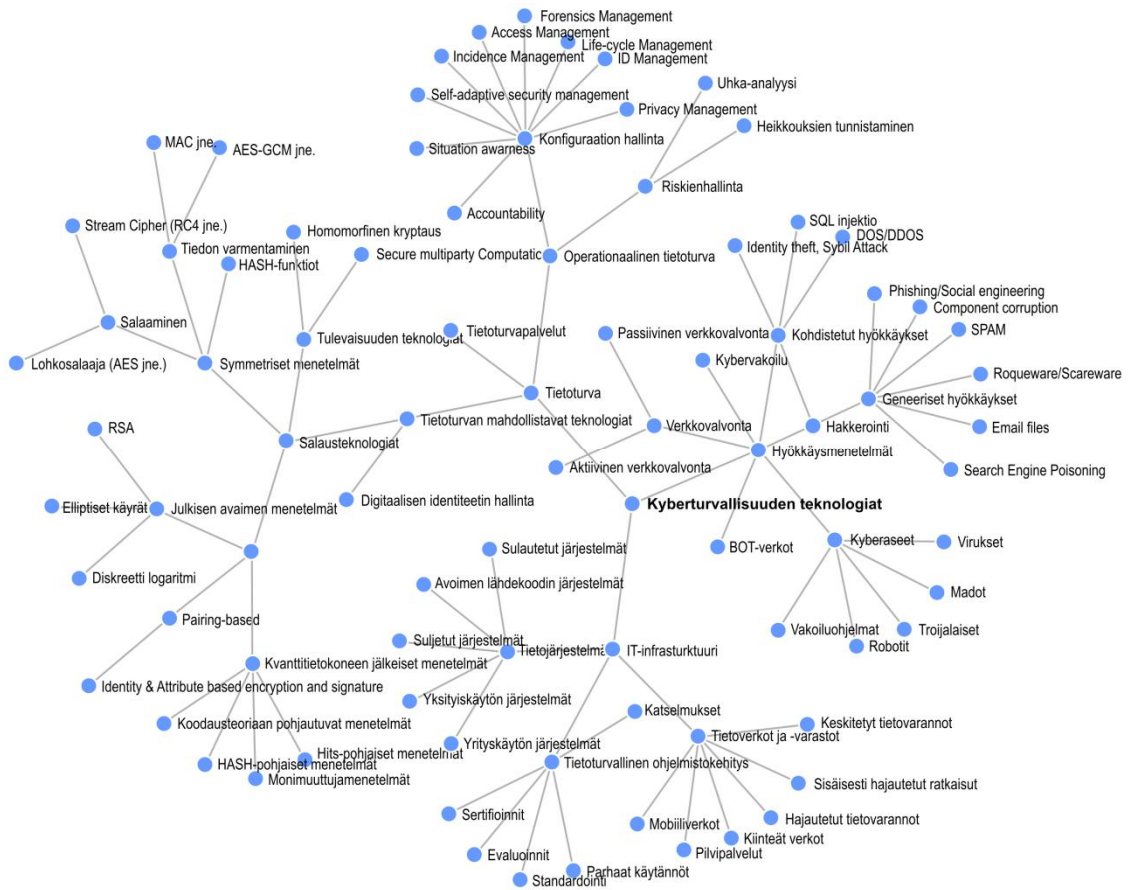 Forensics Management
Access Management
Life-cycle Management
Incidence Management
ID Management
Uhka-analyysi
Self-adaptive security management
Privacy Management
Heikkouksien tunnistaminen
Konfiguraation hallinta
MAC jne.
AES-GCM jne.
Situation awarness
Riskienhallinta
Accountability
SQL injektio
Stream Cipher (RC4 jne.)
Homomorfinen kryptaus
DOS/DDOS
Identity theft, Sybil Attack
Tiedon varmentaminen
Secure multiparty Computatic
Operationaalinen tietoturva
HASH-funktiot
Phishing/Social engineering
Component corruption
Salaaminen
Tietoturvapalvelut
Passiivinen verkkovalvonta
Kohdistetut hyökkäykset
SPAM
Tulevaisuuden teknologiat
Lohkosalaaja (AES jne.)
Symmetriset menetelmät
Kybervakoilu
Roqueware/Scareware
Tietoturva
Geneeriset hyökkäykset
Tietoturvan mahdollistavat teknologiat
Verkkovalvonta
Hakkerointi
Email files
RSA
Salausteknologiat
Hyökkäysmenetelmät
Aktiivinen verkkovalvonta
Search Engine Poisoning
Digitaalisen identiteetin hallinta
Kyberturvallisuuden teknologiat
Elliptiset käyrät
Julkisen avaimen menetelmät
Sulautetut järjestelmät
BOT-verkot
Kyberaseet
Virukset
Diskreetti logaritmi
Avoimen lähdekoodin järjestelmät
Madot
Pairing-based
Vakoiluohjelmat
Troijalaiset
Suljetut järjestelmät
Tietojärjestelmä
IT-infrasturktuuri
Robotit
Kvanttitietokoneen jälkeiset menetelmät
Identity & Attribute based encryption and signature
Yksityiskäytön järjestelmät
Katselmukset
Koodausteoriaan pohjautuvat menetelmät
Keskitetyt tietovarannot
Yrityskäytön järjestelmät
Tietoverkot ja -varastot
Hits-pohjaiset menetelmät
HASH-pohjaiset menetelmät
Tietoturvallinen ohjelmistokehitys
Monimuuttujamenetelmät
Sisäisesti hajautetut ratkaisut
Sertifioinnit
Mobiiliverkot
Hajautetut tietovarannot
Kiinteät verkot
Evaluoinnit
Pilvipalvelut
Parhaat käytännöt
Standardointi